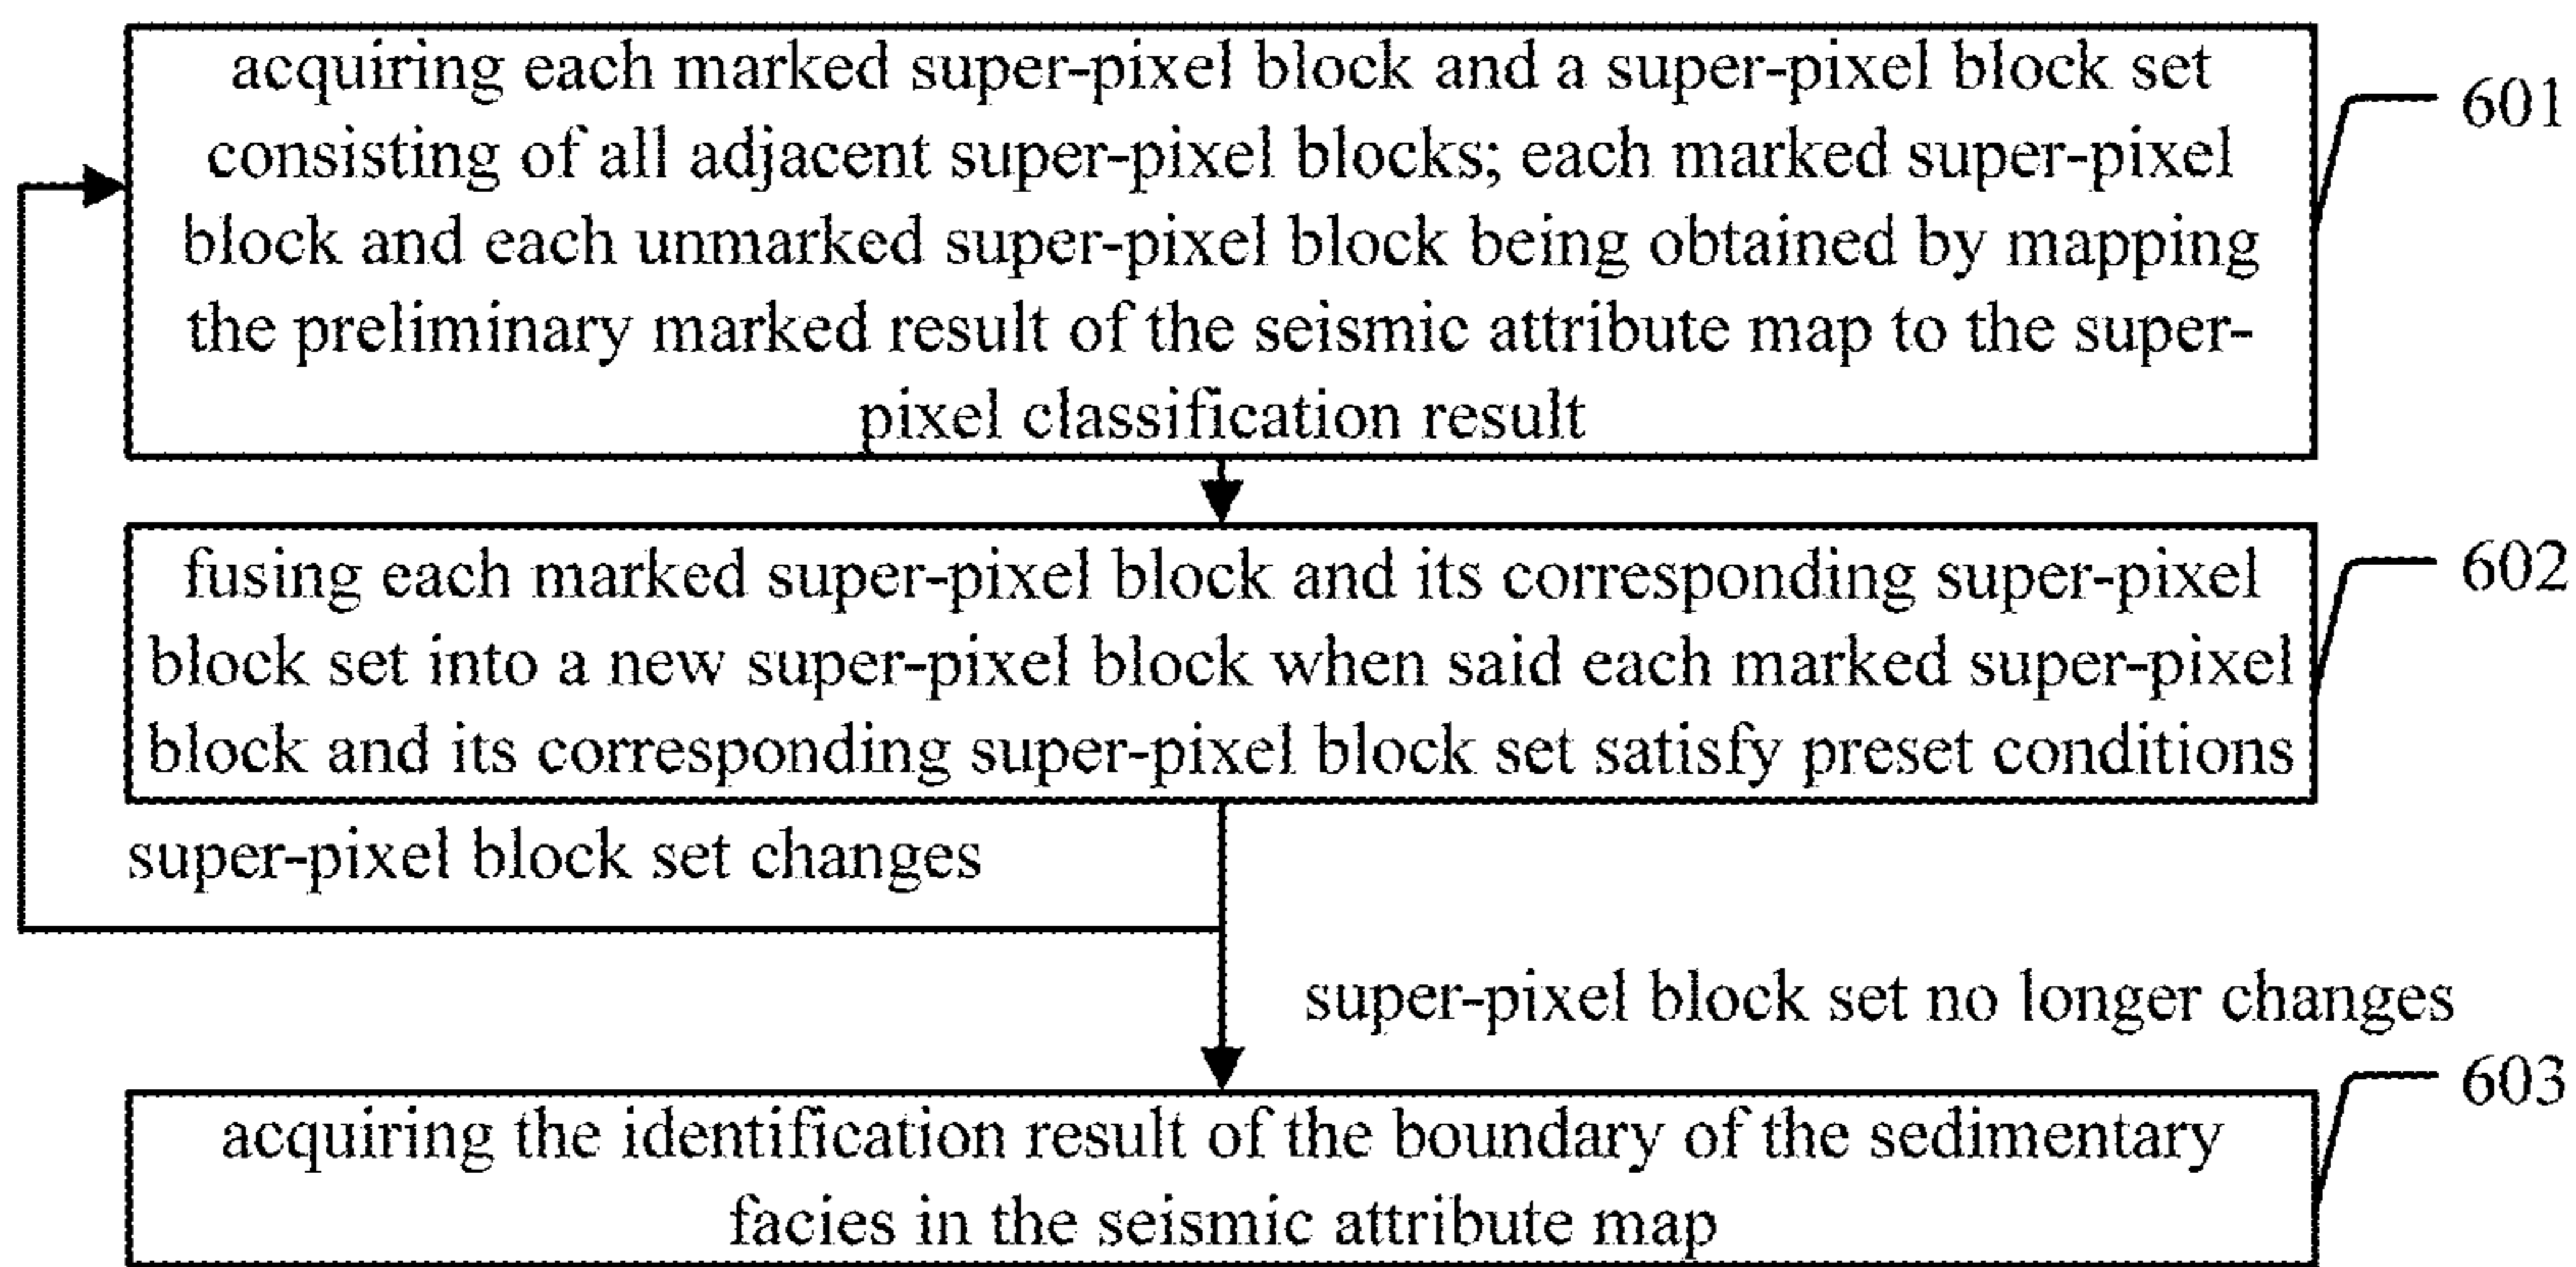 acquiring each marked super-pixel block and a super-pixel block set
consisting of all adjacent super-pixel blocks; each marked super-pixel
block and each unmarked super-pixel block being obtained by mapping
the preliminary marked result of the seismic attribute map to the super-
pixel classification result
601
fusing each marked super-pixel block and its corresponding super-pixel
block set into a new super-pixel block when said each marked super-pixel
block and its corresponding super-pixel block set satisfy preset conditions
602
super-pixel block set changes
super-pixel block set no longer changes
acquiring the identification result of the boundary of the sedimentary
facies in the seismic attribute map
603